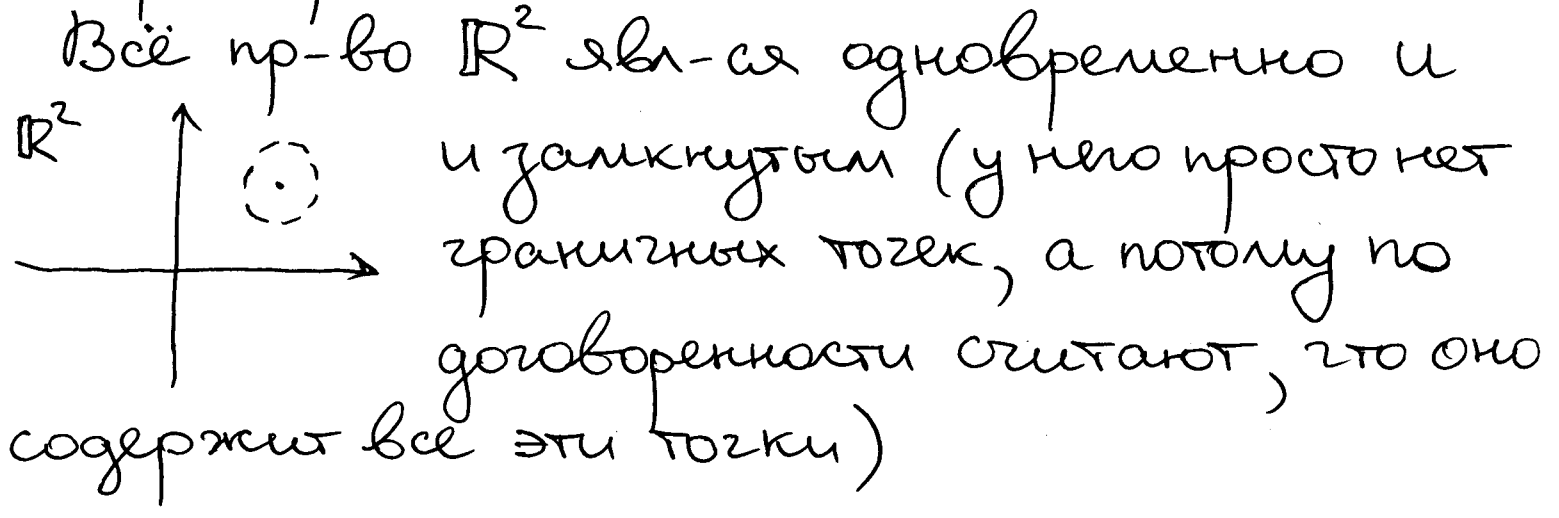 Всё пр-во ℝ² явл-ся одновременно и
ℝ²
и замкнутым (у него просто нет
граничных точек, а потому по
договоренности считают, что оно
содержит все эти точки)